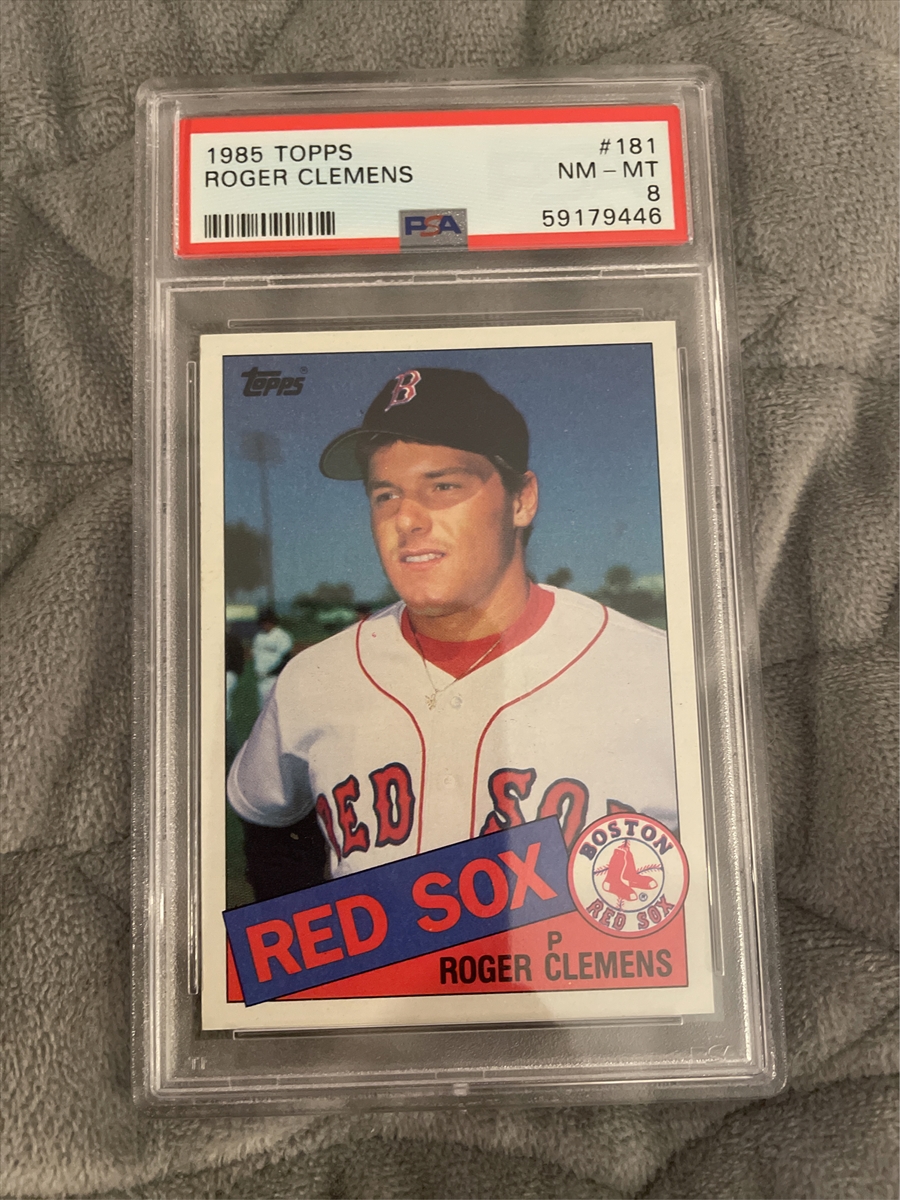 1985 TOPPS #181
ROGER CLEMENS NM - MT
8
59179446
PSA
topps
B
RED SO
BOSTON
RED SOX
RED SOX
P
ROGER CLEMENS